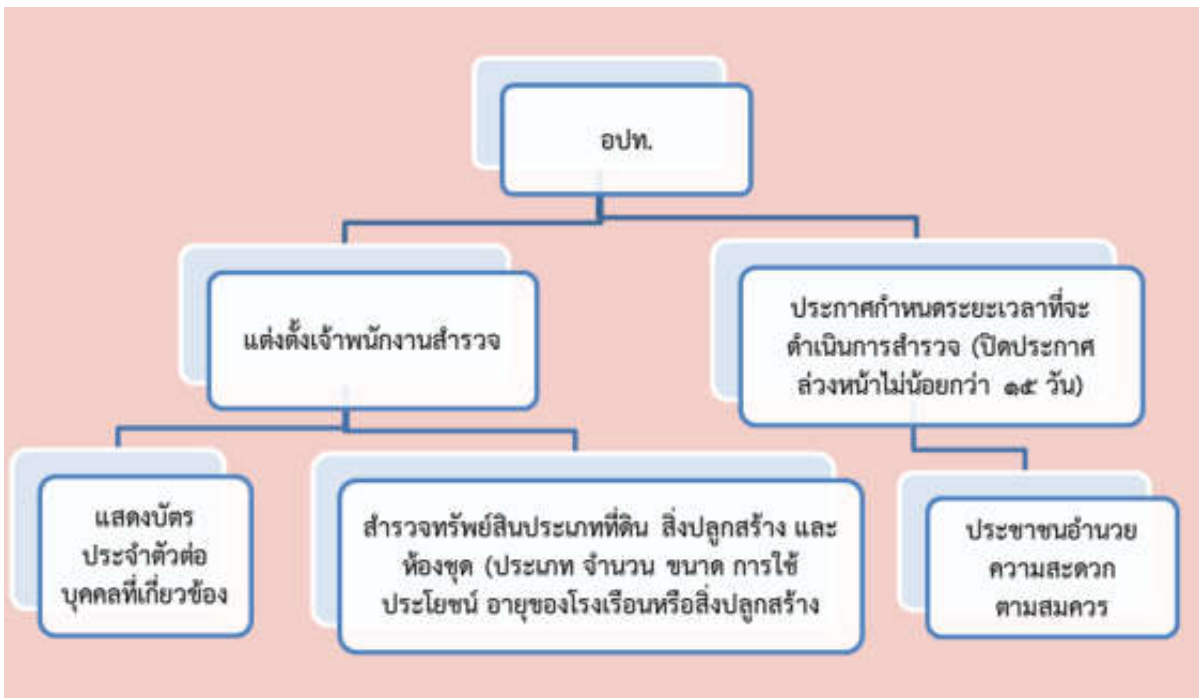 อปท.
แต่งตั้งเจ้าพนักงานสำรวจ
ประกาศกำหนดระยะเวลาที่จะ
ดำเนินการสำรวจ (ปิดประกาศ
ล่วงหน้าไม่น้อยกว่า ๑๕ วัน)
แสดงบัตร
ประจำตัวต่อ
บุคคลที่เกี่ยวข้อง
สำรวจทรัพย์สินประเภทที่ดิน สิ่งปลูกสร้าง และ
ห้องชุด (ประเภท จำนวน ขนาด การใช้
ประโยชน์ อายุของโรงเรือนหรือสิ่งปลูกสร้าง
ประชาชนอำนวย
ความสะดวก
ตามสมควร